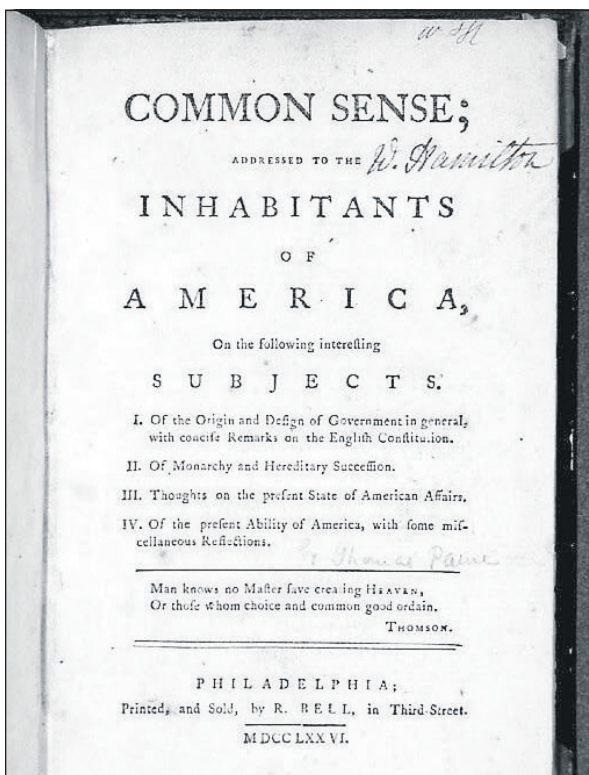 COMMON SENSE;
ADDRESSED TO THE
W. Hamilton
INHABITANTS
OF
AMERICA,
On the following intereſting
SUBJECTS.
I. Of the Origin and Deſign of Government in general,
with conciſe Remarks on the Engliſh Conſtitution.
II. Of Monarchy and Hereditary Succeſſion.
III. Thoughts on the preſent State of American Affairs.
IV. Of the preſent Ability of America, with ſome miſ-
cellaneous Reflections.
Thomas Paine
Man knows no Maſter ſave creating HEAVEN,
Or thoſe whom choice and common good ordain.
THOMSON.
PHILADELPHIA;
Printed, and Sold, by R. BELL, in Third-Street.
MDCCLXXVI.